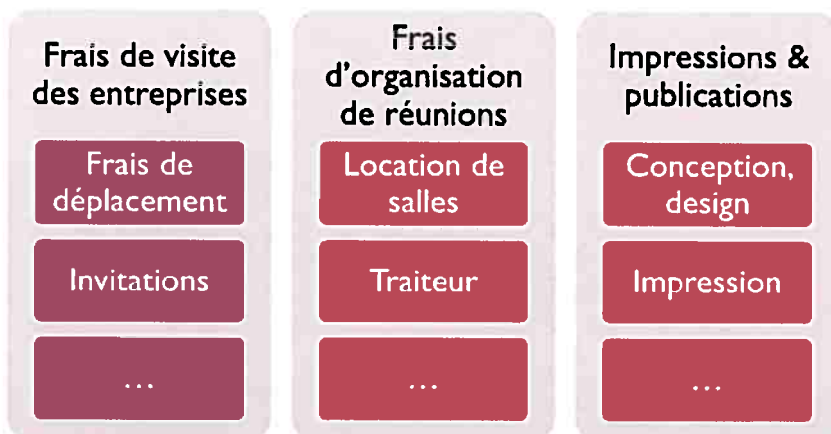 Frais de visite
des entreprises
Frais de
déplacement
Invitations
...
Frais
d'organisation
de réunions
Location de
salles
Traiteur
...
Impressions &
publications
Conception,
design
Impression
...